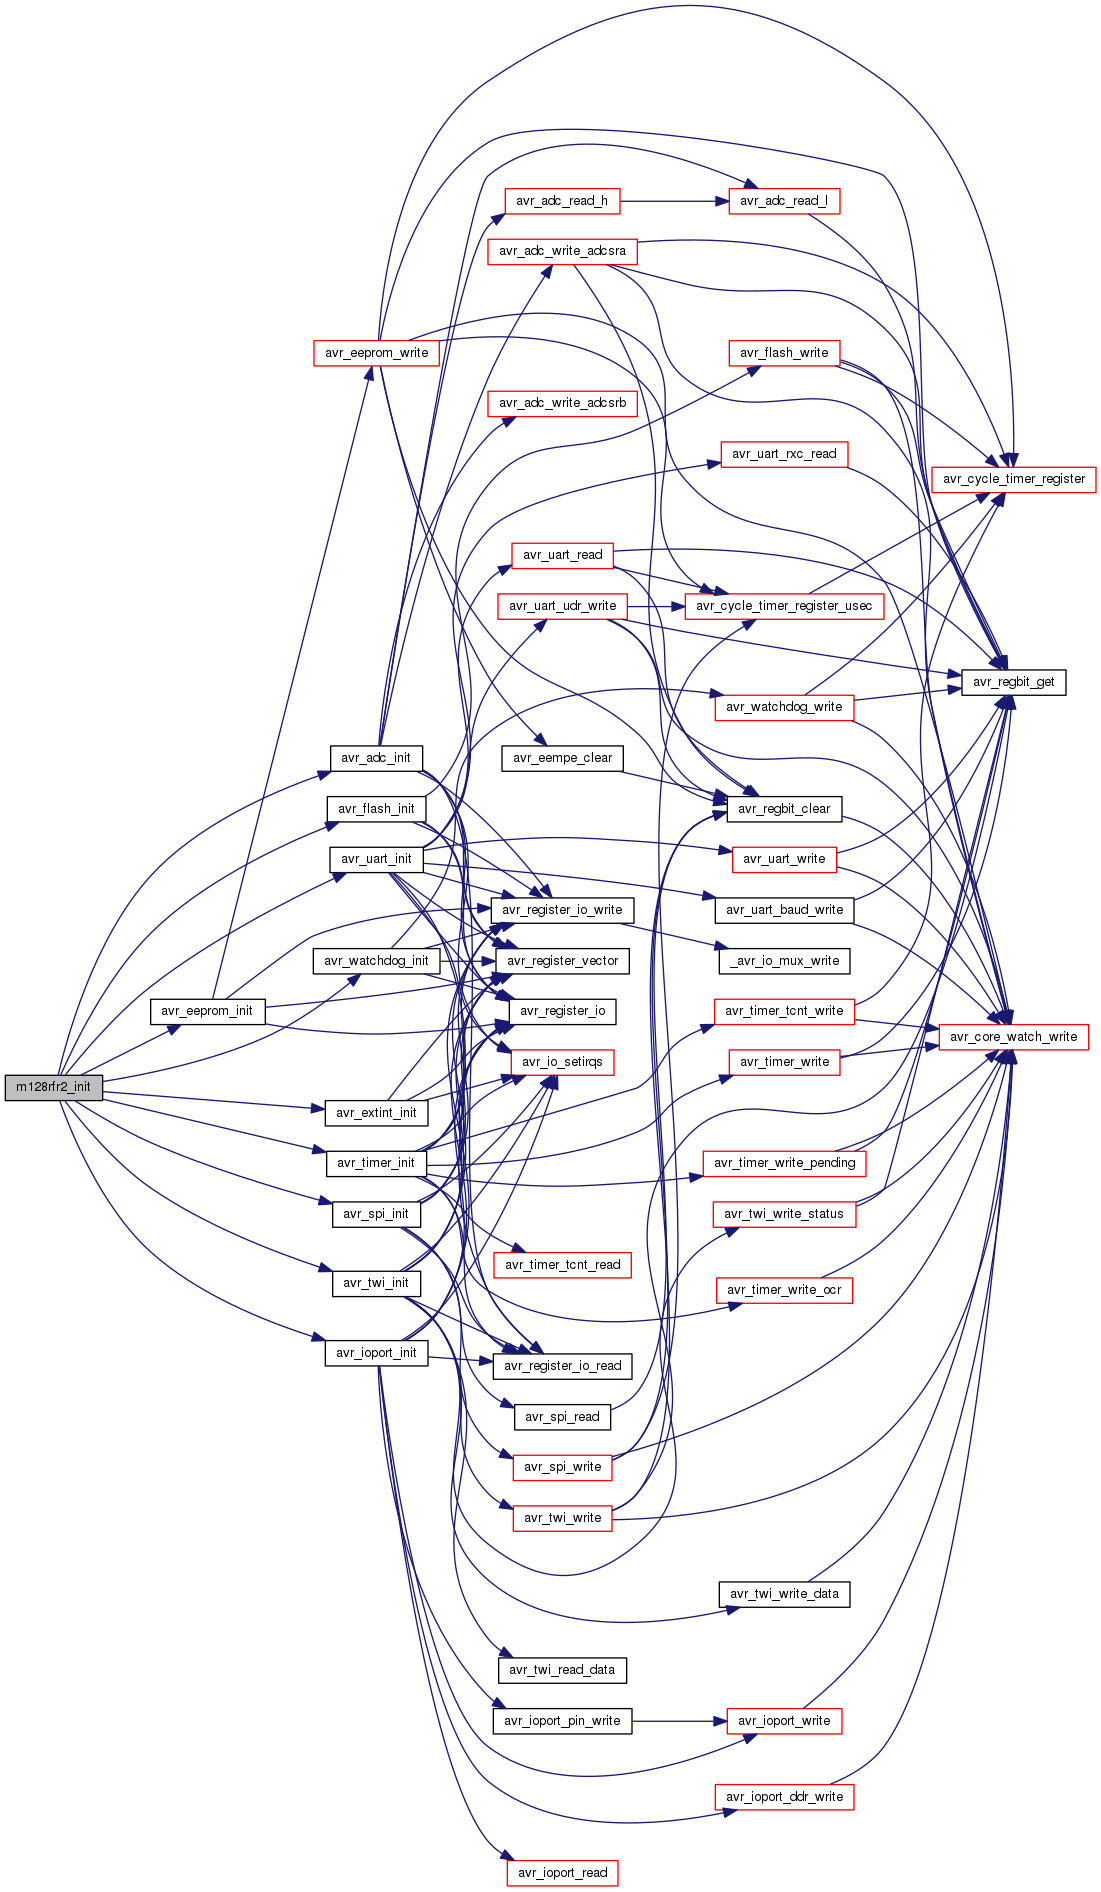 avr_adc_read_h
avr_adc_read_l
avr_adc_write_adcsra
avr_eeprom_write
avr_flash_write
avr_adc_write_adcsrb
avr_uart_rxc_read
avr_cycle_timer_register
avr_uart_read
avr_uart_udr_write
avr_cycle_timer_register_usec
avr_regbit_get
avr_watchdog_write
avr_adc_init
avr_eempe_clear
avr_flash_init
avr_regbit_clear
avr_uart_init
avr_uart_write
avr_register_io_write
avr_uart_baud_write
avr_watchdog_init
avr_register_vector
_avr_io_mux_write
avr_eeprom_init
avr_register_io
avr_timer_tcnt_write
avr_core_watch_write
avr_io_setirqs
avr_timer_write
m128rfr2_init
avr_extint_init
avr_timer_init
avr_timer_write_pending
avr_spi_init
avr_twi_write_status
avr_timer_tcnt_read
avr_twi_init
avr_timer_write_ocr
avr_ioport_init
avr_register_io_read
avr_spi_read
avr_spi_write
avr_twi_write
avr_twi_write_data
avr_twi_read_data
avr_ioport_pin_write
avr_ioport_write
avr_ioport_ddr_write
avr_ioport_read